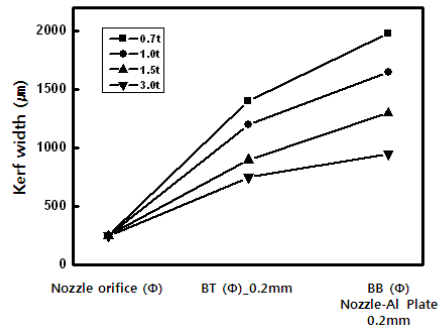 2000
1500
1000
500
0
Kerf width (㎛)
0.7t
1.0t
1.5t
3.0t
Nozzle orifice (Φ)
BT (Φ)_0.2mm
BB (Φ)
Nozzle-Al Plate
0.2mm